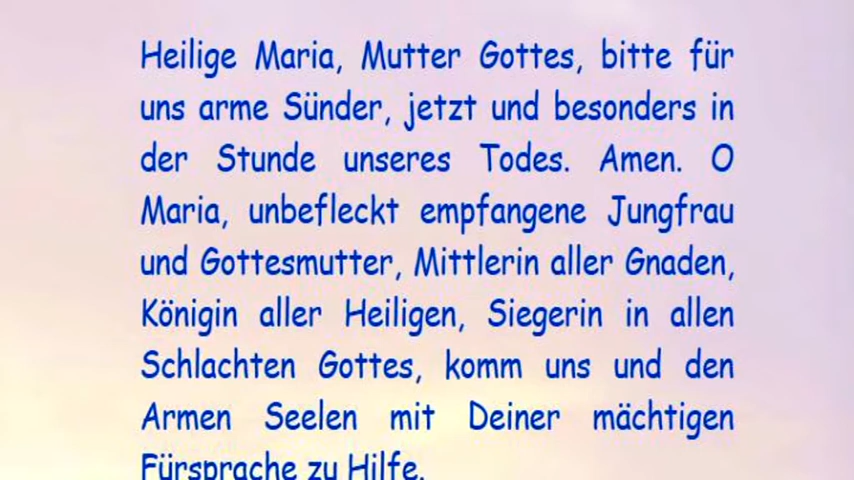 Heilige Maria, Mutter Gottes, bitte für
uns arme Sünder, jetzt und besonders in
der Stunde unseres Todes. Amen. O
Maria, unbefleckt empfangene Jungfrau
und Gottesmutter, Mittlerin aller Gnaden,
Königin aller Heiligen, Siegerin in allen
Schlachten Gottes, komm uns und den
Armen Seelen mit Deiner mächtigen
Fürsprache zu Hilfe.